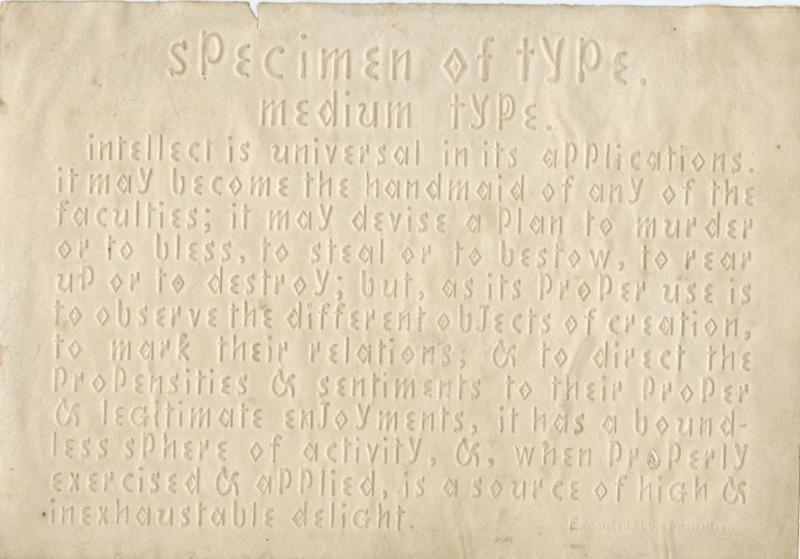 specimen of type.
medium type.
intellect is universal in its applications.
it may become the handmaid of any of the
faculties; it may devise a plan to murder
or to bless, to steal or to bestow, to rear
up or to destroy; but, as its proper use is
to observe the different objects of creation,
to mark their relations; & to direct the
propensities & sentiments to their proper
& legitimate enjoyments, it has a bound-
less sphere of activity, &, when properly
exercised & applied, is a source of high &
inexhaustable delight.
Executed at the Institution